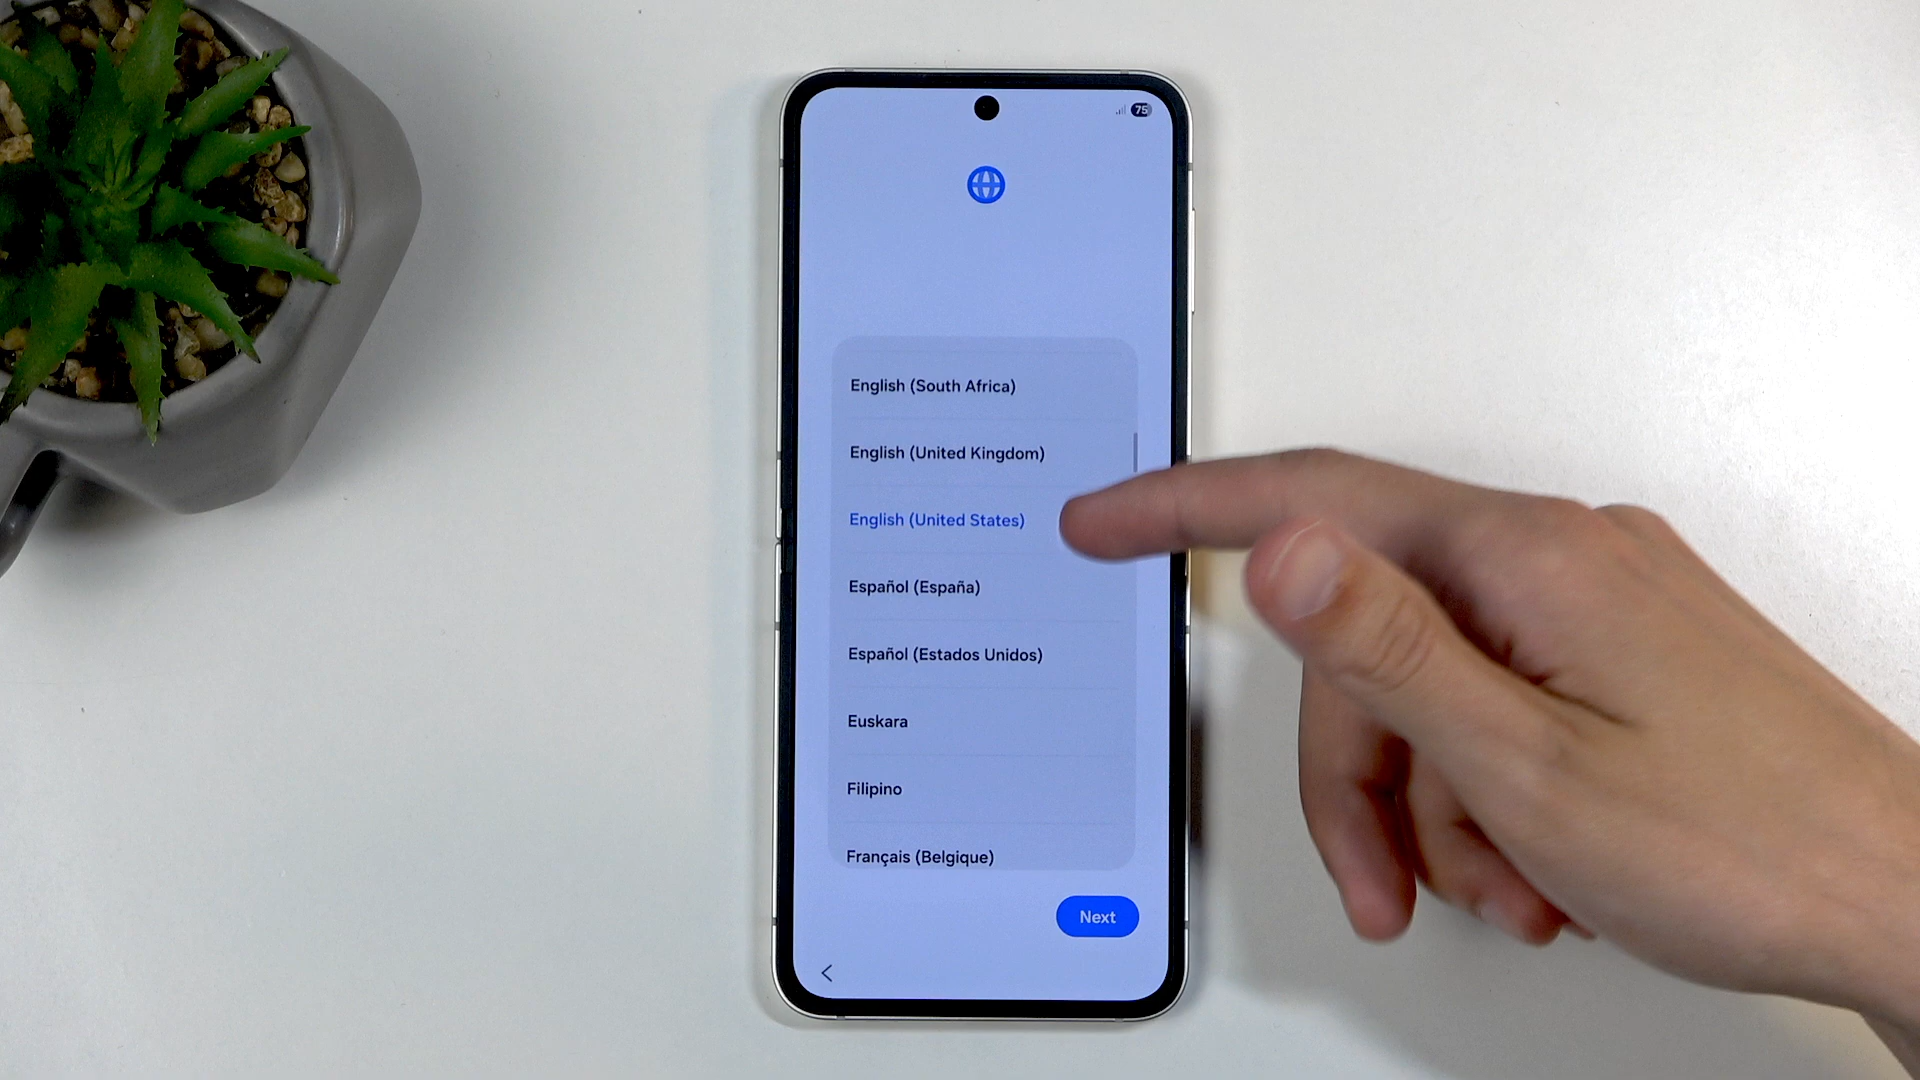 75
English (South Africa)
English (United Kingdom)
English (United States)
Español (España)
Español (Estados Unidos)
Euskara
Filipino
Français (Belgique)
Next